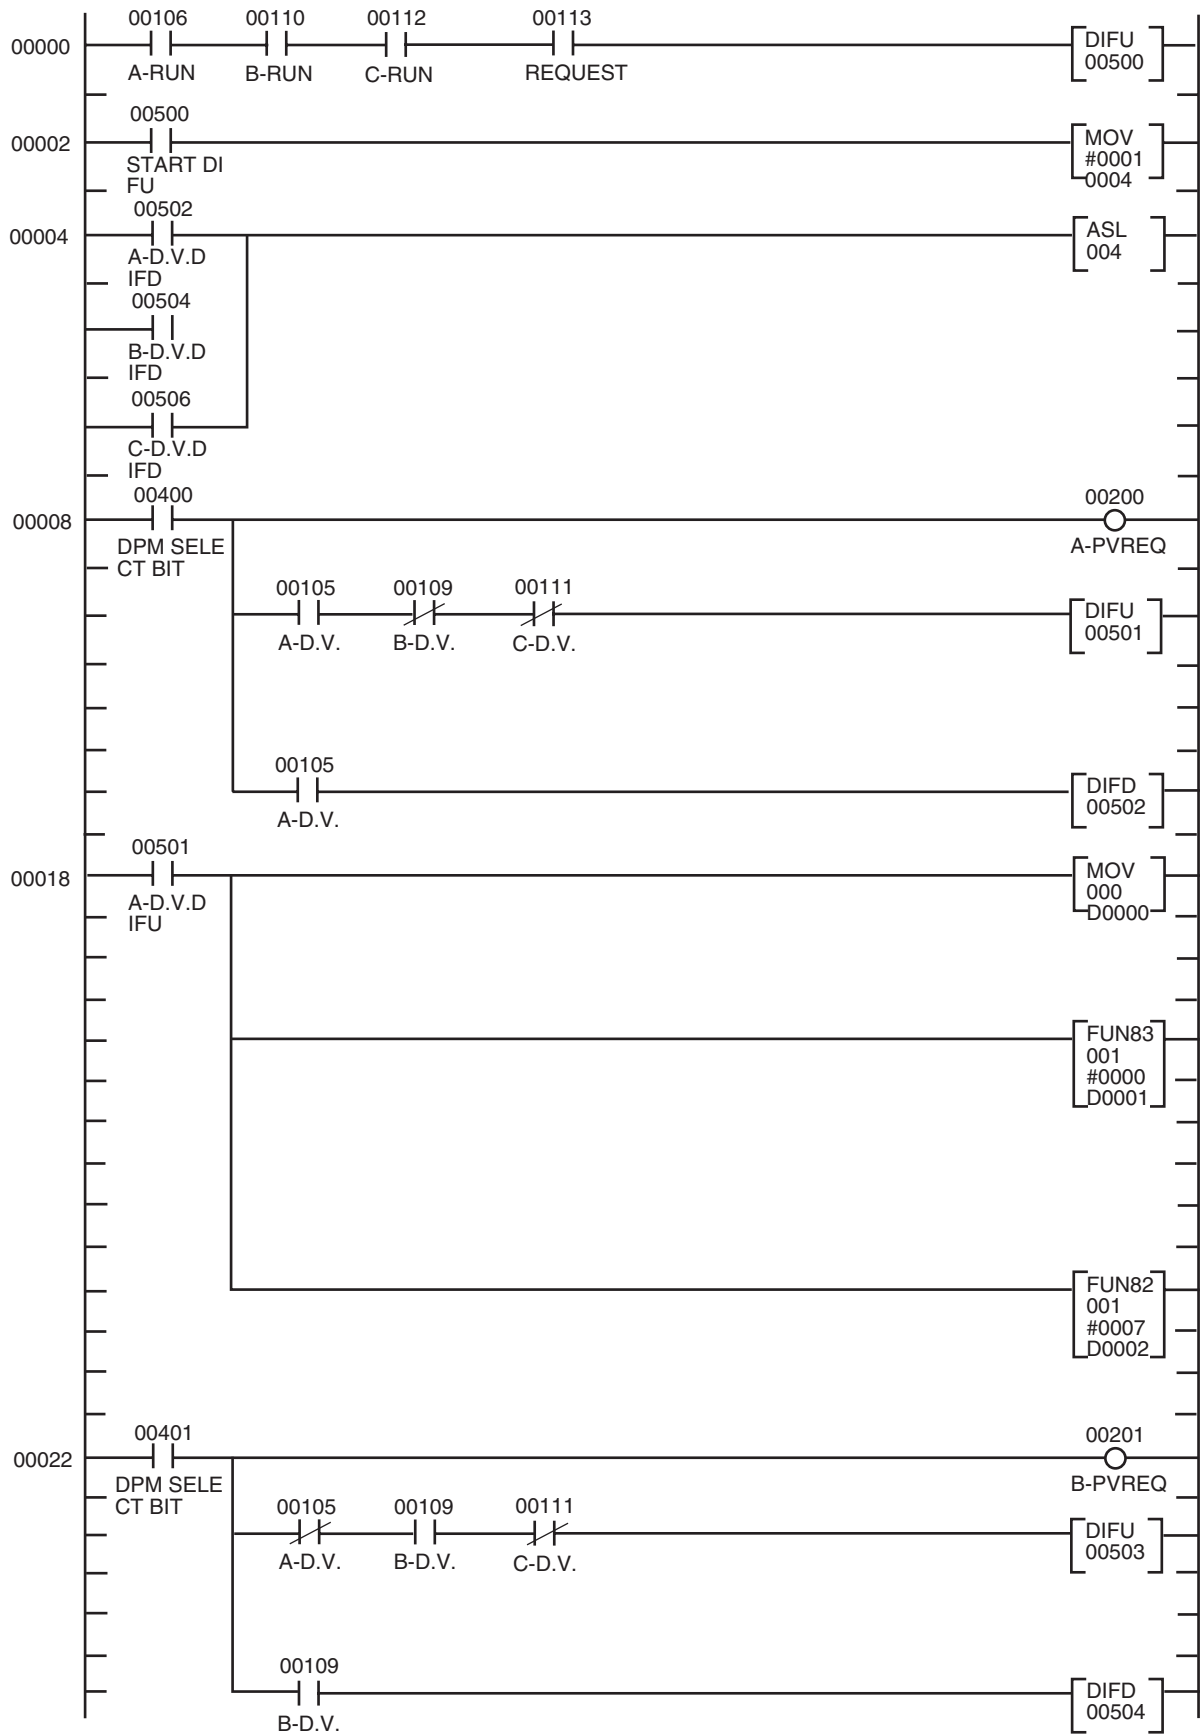 00106 00110 00112 00113
00000
DIFU
00500
A-RUN B-RUN C-RUN REQUEST
00500
00002
MOV
#0001
0004
START DI
FU
00502
00004
ASL
004
A-D.V.D
IFD
00504
B-D.V.D
IFD
00506
C-D.V.D
IFD
00400
00200
00008
DPM SELE
CT BIT
A-PVREQ
00105 00109 00111
DIFU
00501
A-D.V. B-D.V. C-D.V.
00105
DIFD
00502
A-D.V.
00501
00018
MOV
000
D0000
A-D.V.D
IFU
FUN83
001
#0000
D0001
FUN82
001
#0007
D0002
00401
00201
00022
DPM SELE
CT BIT
B-PVREQ
00105 00109 00111
DIFU
00503
A-D.V. B-D.V. C-D.V.
00109
DIFD
00504
B-D.V.